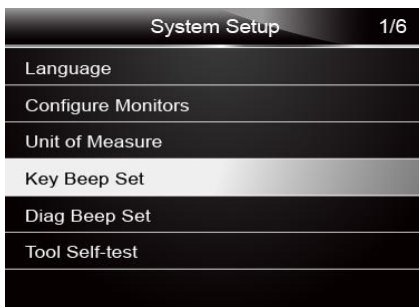 System Setup 1/6
Language
Configure Monitors
Unit of Measure
Key Beep Set
Diag Beep Set
Tool Self-test